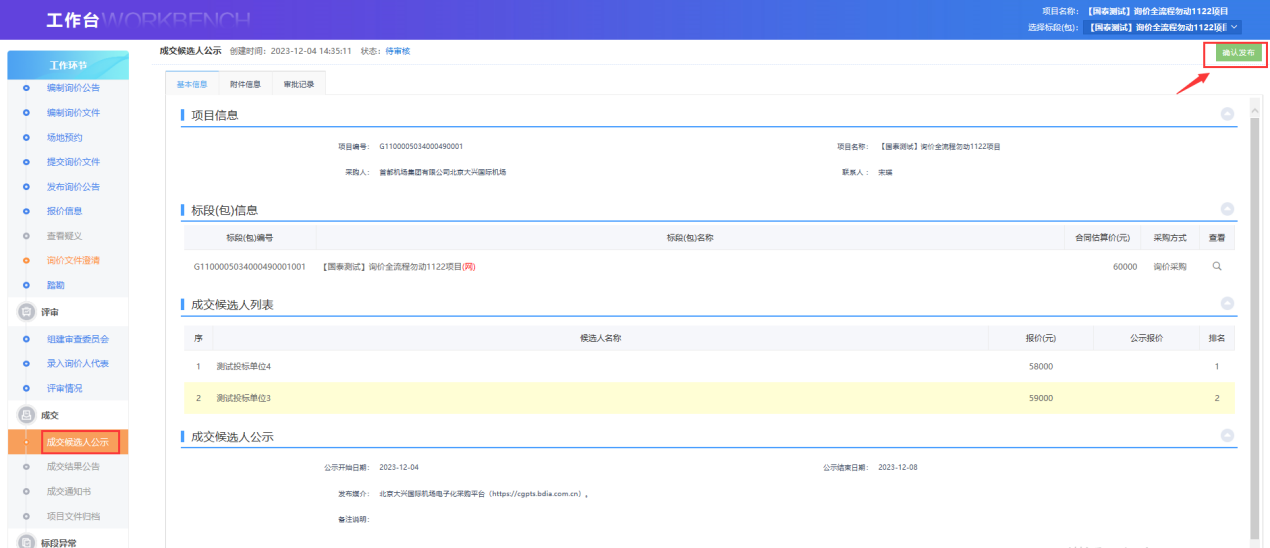 工作台WORKBENCH
项目名称： 【国泰测试】询价全流程勿动1122项目
选择标段(包)： 【国泰测试】询价全流程勿动1122项目
工作环节
编制询价公告
编制询价文件
场地预约
提交询价文件
发布询价公告
报价信息
查看疑义
询价文件澄清
踏勘
评审
组建审查委员会
录入询价人代表
评审情况
成交
成交候选人公示
成交结果公告
成交通知书
项目文件归档
标段异常
成交候选人公示 创建时间：2023-12-04 14:35:11 状态：待审核
确认发布
基本信息 附件信息 审批记录
项目信息
项目编号： G1100005034000490001 项目名称： 【国泰测试】询价全流程勿动1122项目
采购人： 首都机场集团有限公司北京大兴国际机场 联系人： 宋瑞
标段(包)信息
标段(包)编号 标段(包)名称 合同估算价(元) 采购方式 查看
G1100005034000490001001 【国泰测试】询价全流程勿动1122项目(网) 60000 询价采购
成交候选人列表
序 候选人名称 报价(元) 公示报价 排名
1 测试投标单位4 58000 1
2 测试投标单位3 59000 2
成交候选人公示
公示开始日期： 2023-12-04 公示结束日期： 2023-12-08
发布媒介： 北京大兴国际机场电子化采购平台（https://cgpts.bdia.com.cn）。
备注说明：